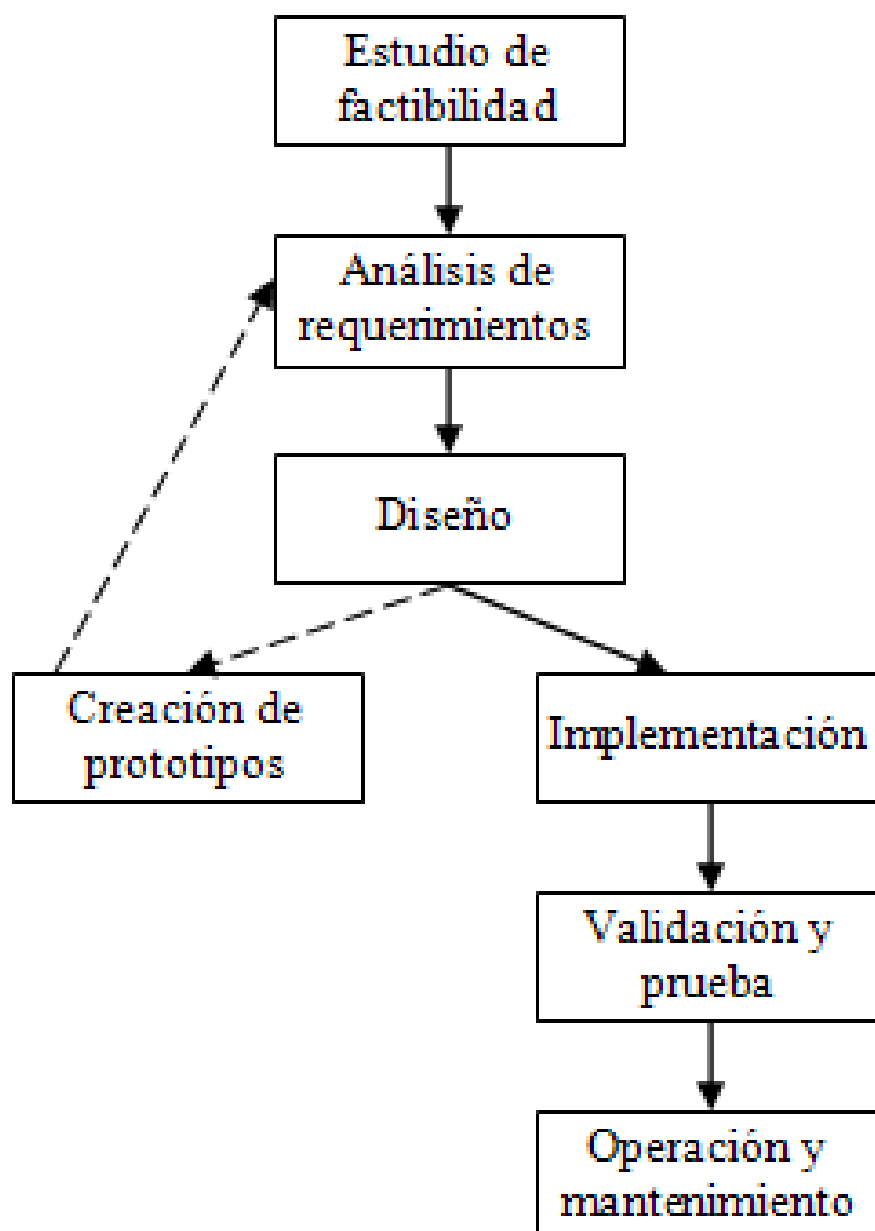 Estudio de
factibilidad
Análisis de
requerimientos
Diseño
Creación de
prototipos
Implementación
Validación y
prueba
Operación y
mantenimiento